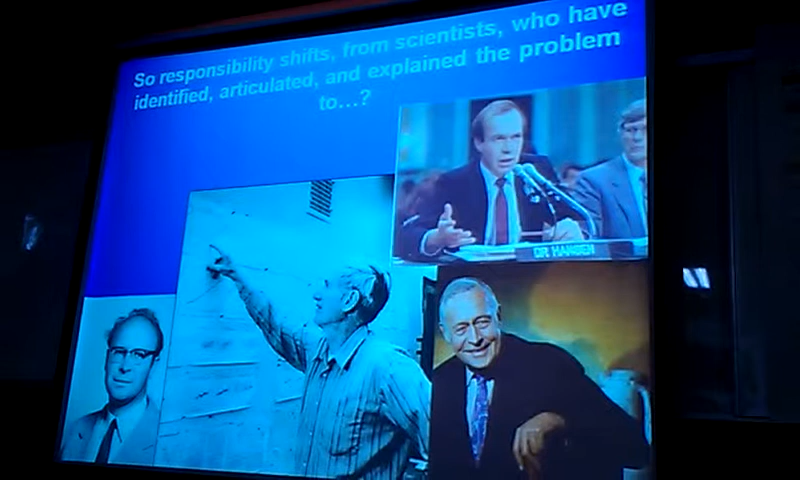 So responsibility shifts, from scientists, who have
identified, articulated, and explained the problem
to...?
DR HANSEN